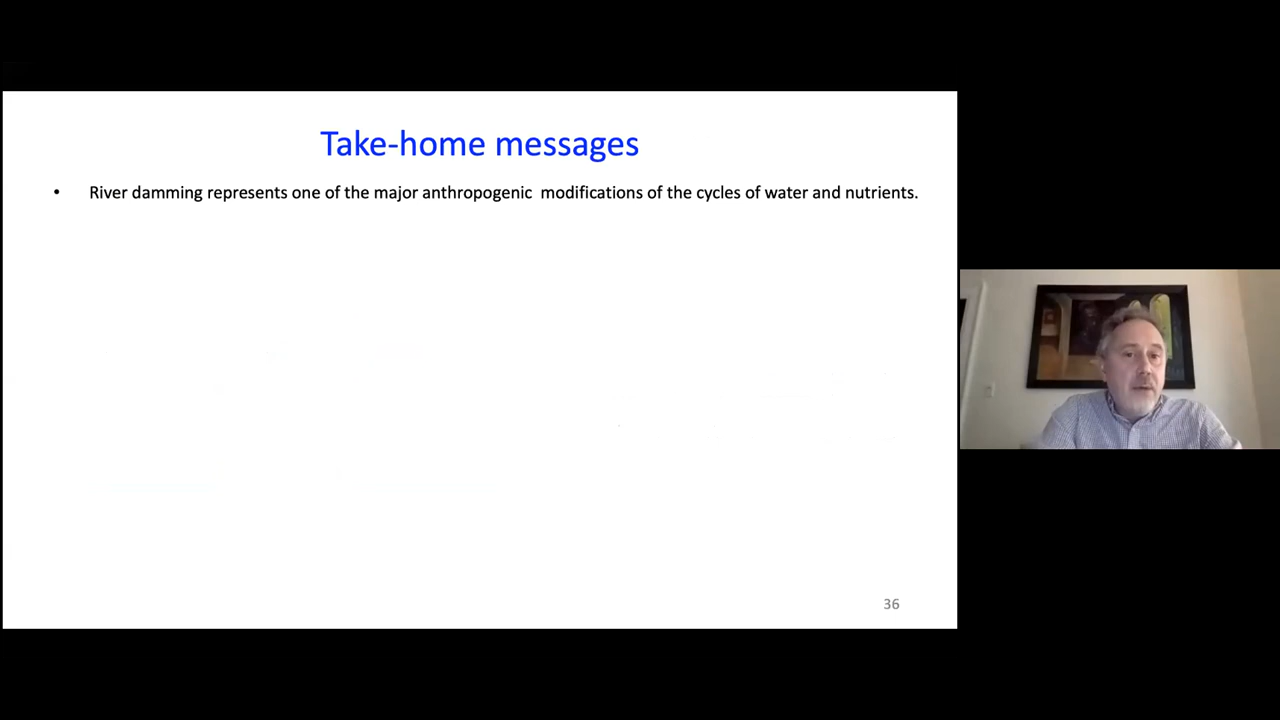 Take-home messages
• River damming represents one of the major anthropogenic  modifications of the cycles of water and nutrients.
36